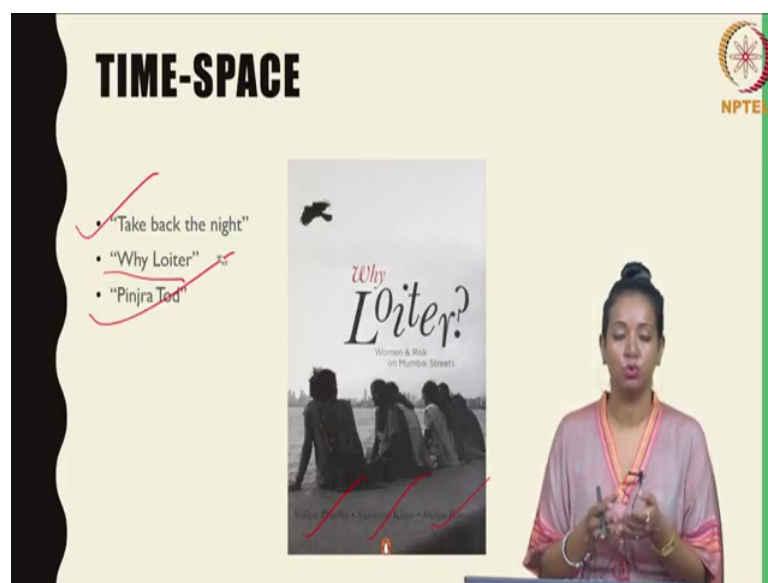 TIME-SPACE
NPTEL
• “Take back the night”
• “Why Loiter”
• “Pinjra Tod”
Why
Loiter?
Women & Risk
on Mumbai Streets